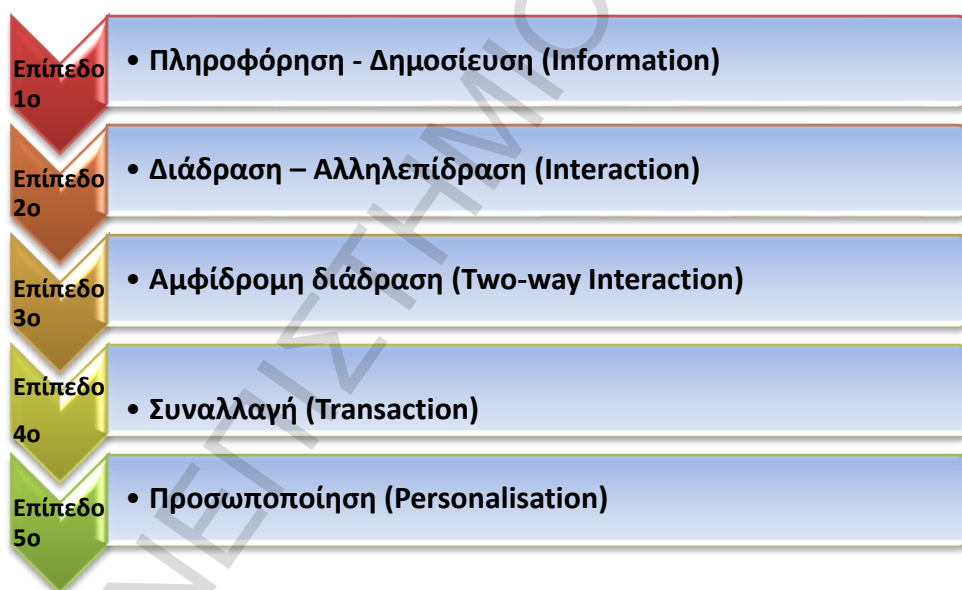 Επίπεδο 1ο
• Πληροφόρηση - Δημοσίευση (Information)
Επίπεδο 2ο
• Διάδραση – Αλληλεπίδραση (Interaction)
Επίπεδο 3ο
• Αμφίδρομη διάδραση (Two-way Interaction)
Επίπεδο 4ο
• Συναλλαγή (Transaction)
Επίπεδο 5ο
• Προσωποποίηση (Personalisation)